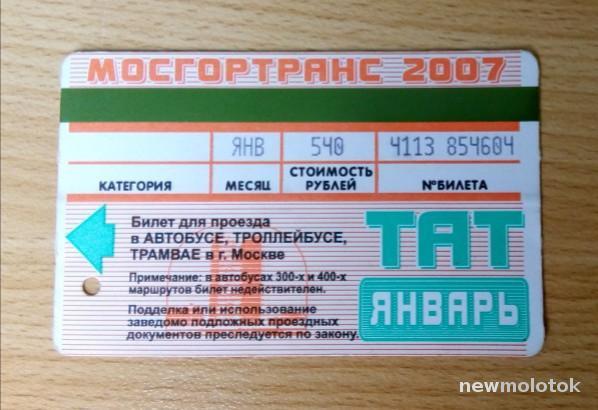 МОСГОРТРАНС 2007
ЯНВ 540 4113 854604
КАТЕГОРИЯ МЕСЯЦ СТОИМОСТЬ РУБЛЕЙ №БИЛЕТА
Билет для проезда
в АВТОБУСЕ, ТРОЛЛЕЙБУСЕ,
ТРАМВАЕ в г. Москве
Примечание: в автобусах 300-х и 400-х
маршрутов билет недействителен.
Подделка или использование
заведомо подложных проездных
документов преследуется по закону.
ТАТ
ЯНВАРЬ
newmolotok